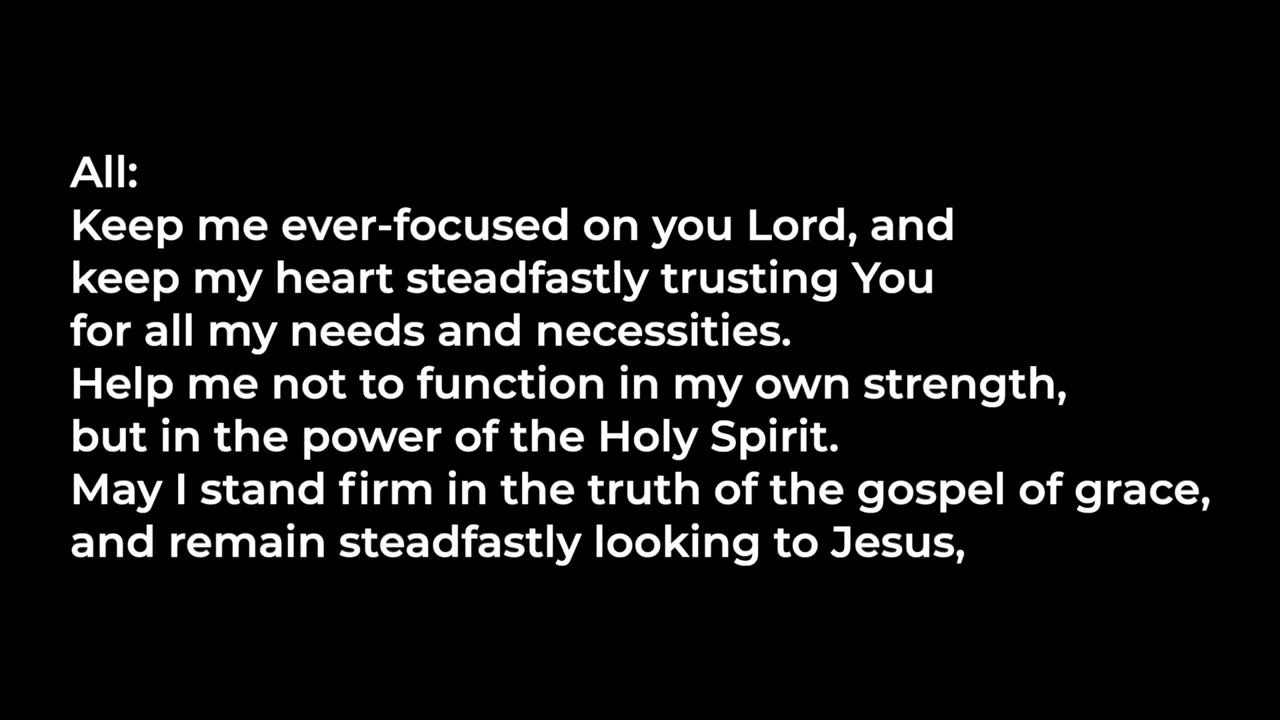 All:
Keep me ever-focused on you Lord, and
keep my heart steadfastly trusting You
for all my needs and necessities.
Help me not to function in my own strength,
but in the power of the Holy Spirit.
May I stand firm in the truth of the gospel of grace,
and remain steadfastly looking to Jesus,